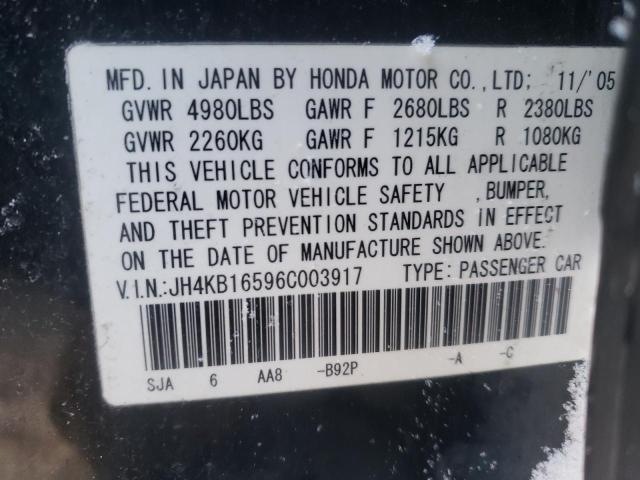 MFD. IN JAPAN BY HONDA MOTOR CO.,LTD; 11/'05
GVWR 4980LBS GAWR F 2680LBS R 2380LBS
GVWR 2260KG GAWR F 1215KG R 1080KG
THIS VEHICLE CONFORMS TO ALL APPLICABLE
FEDERAL MOTOR VEHICLE SAFETY ,BUMPER,
AND THEFT PREVENTION STANDARDS IN EFFECT
ON THE DATE OF MANUFACTURE SHOWN ABOVE.
V.I.N.:JH4KB16596C003917 TYPE: PASSENGER CAR
SJA 6 AA8 -B92P -A -C